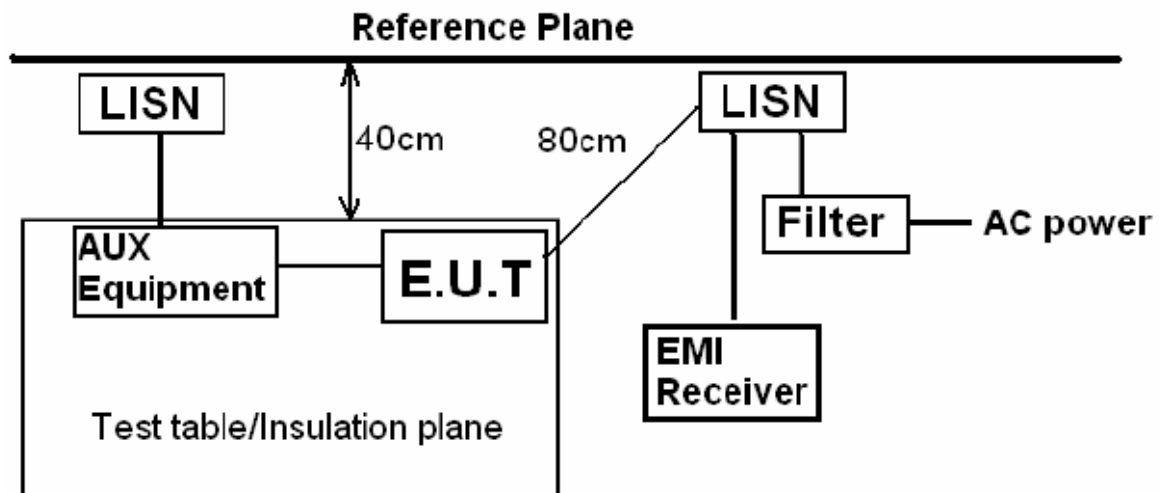 Reference Plane
LISN
40cm
80cm
LISN
Filter
AC power
AUX
Equipment
E.U.T
EMI
Receiver
Test table/Insulation plane